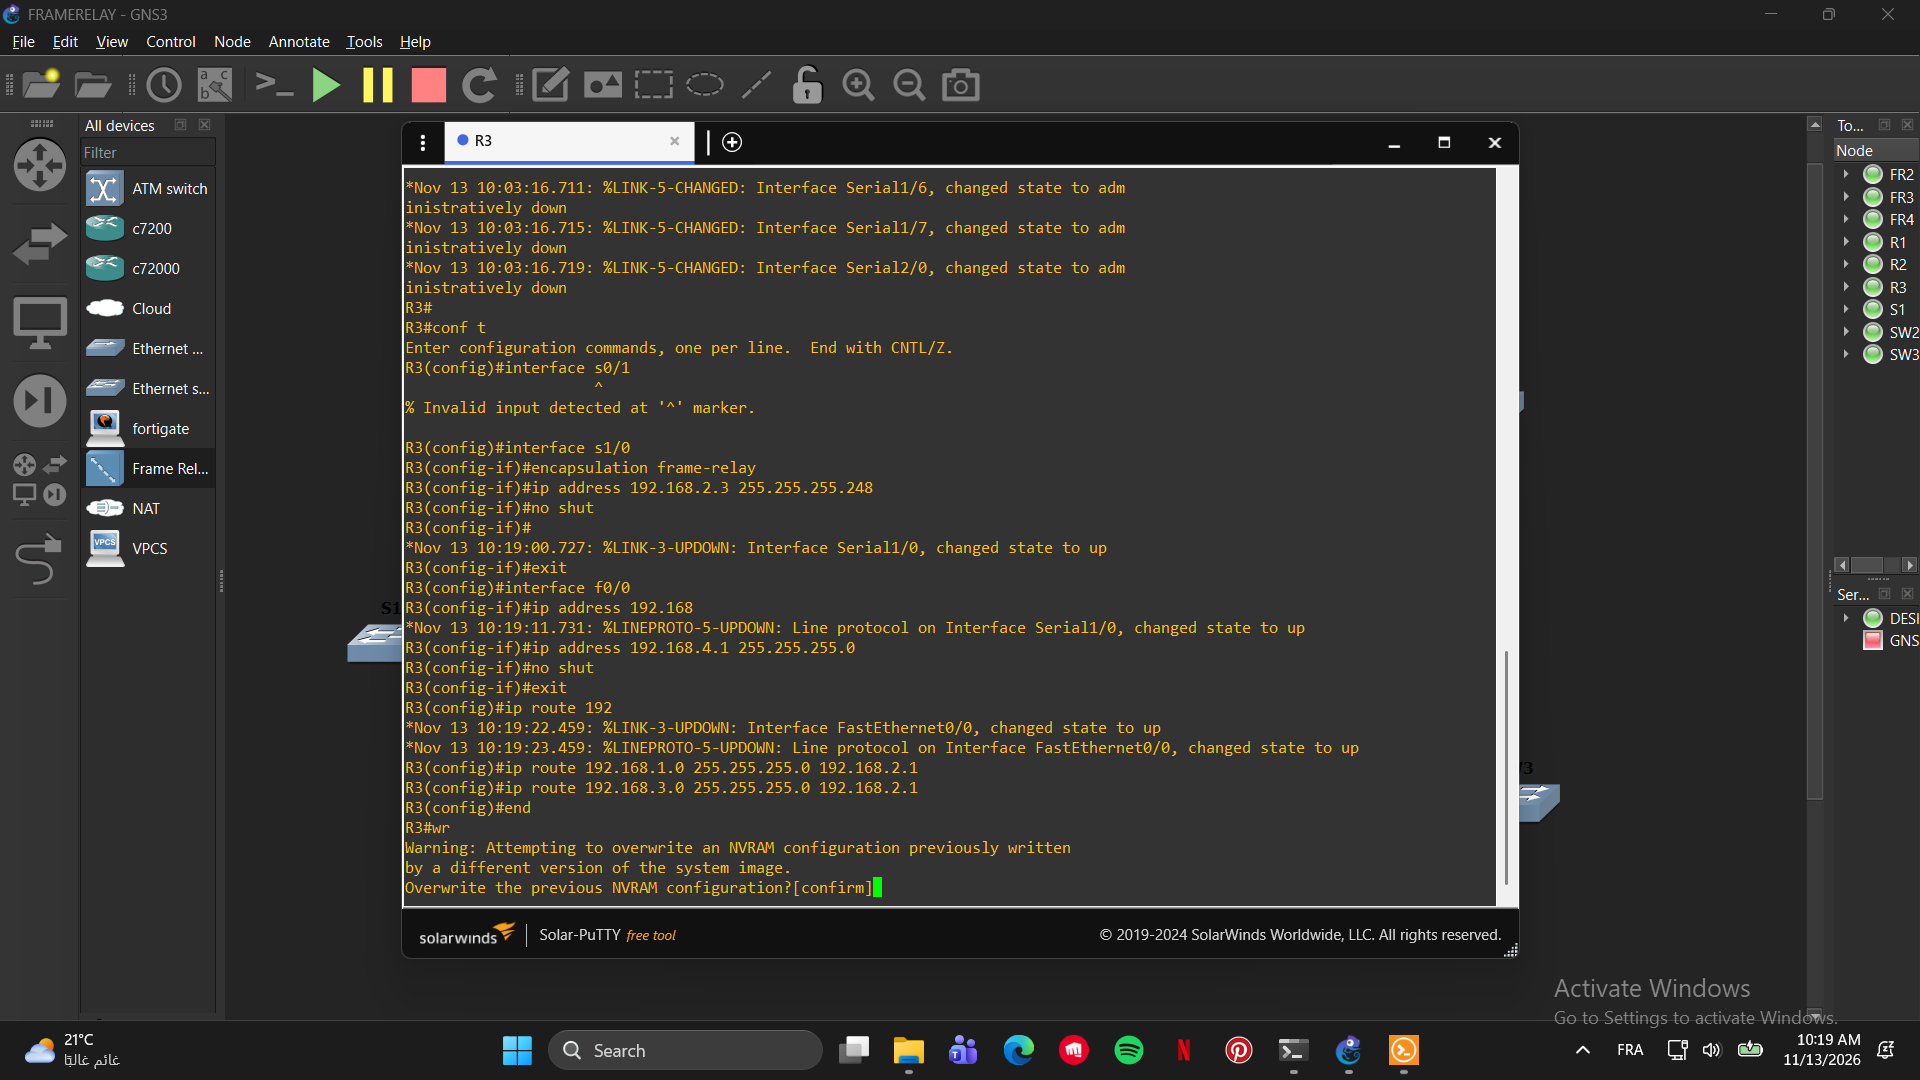 FRAMERELAY - GNS3
File Edit View Control Node Annotate Tools Help
All devices
Filter
ATM switch
c7200
c72000
Cloud
Ethernet ...
Ethernet s...
fortigate
Frame Rel...
NAT
VPCS
VPCS
S1
R3
*Nov 13 10:03:16.711: %LINK-5-CHANGED: Interface Serial1/6, changed state to adm
inistratively down
*Nov 13 10:03:16.715: %LINK-5-CHANGED: Interface Serial1/7, changed state to adm
inistratively down
*Nov 13 10:03:16.719: %LINK-5-CHANGED: Interface Serial2/0, changed state to adm
inistratively down
R3#
R3#conf t
Enter configuration commands, one per line.  End with CNTL/Z.
R3(config)#interface s0/1
^
% Invalid input detected at '^' marker.
R3(config)#interface s1/0
R3(config-if)#encapsulation frame-relay
R3(config-if)#ip address 192.168.2.3 255.255.255.248
R3(config-if)#no shut
R3(config-if)#
*Nov 13 10:19:00.727: %LINK-3-UPDOWN: Interface Serial1/0, changed state to up
R3(config-if)#exit
R3(config)#interface f0/0
R3(config-if)#ip address 192.168
*Nov 13 10:19:11.731: %LINEPROTO-5-UPDOWN: Line protocol on Interface Serial1/0, changed state to up
R3(config-if)#ip address 192.168.4.1 255.255.255.0
R3(config-if)#no shut
R3(config-if)#exit
R3(config)#ip route 192
*Nov 13 10:19:22.459: %LINK-3-UPDOWN: Interface FastEthernet0/0, changed state to up
*Nov 13 10:19:23.459: %LINEPROTO-5-UPDOWN: Line protocol on Interface FastEthernet0/0, changed state to up
R3(config)#ip route 192.168.1.0 255.255.255.0 192.168.2.1
R3(config)#ip route 192.168.3.0 255.255.255.0 192.168.2.1
R3(config)#end
R3#wr
Warning: Attempting to overwrite an NVRAM configuration previously written
by a different version of the system image.
Overwrite the previous NVRAM configuration?[confirm]
solarwinds Solar-PuTTY free tool
© 2019-2024 SolarWinds Worldwide, LLC. All rights reserved.
To...
Node
FR2
FR3
FR4
R1
R2
R3
S1
SW2
SW3
Ser...
DESI
GNS
Activate Windows
Go to Settings to activate Windows.
21°C
غائم غالبًا
Search
FRA
10:19 AM
11/13/2026